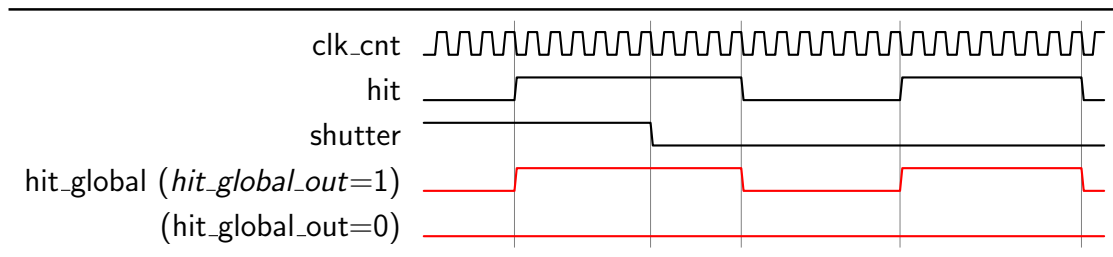 clk_cnt
hit
shutter
hit_global (hit_global_out=1)
(hit_global_out=0)